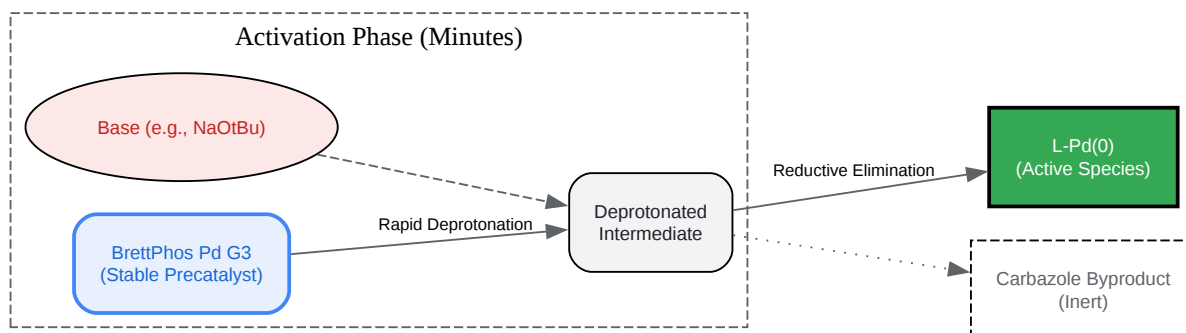 Activation Phase (Minutes)
Base (e.g., NaOtBu)
BrettPhos Pd G3
(Stable Precatalyst)
Rapid Deprotonation
Deprotonated
Intermediate
Reductive Elimination
L-Pd(0)
(Active Species)
Carbazole Byproduct
(Inert)